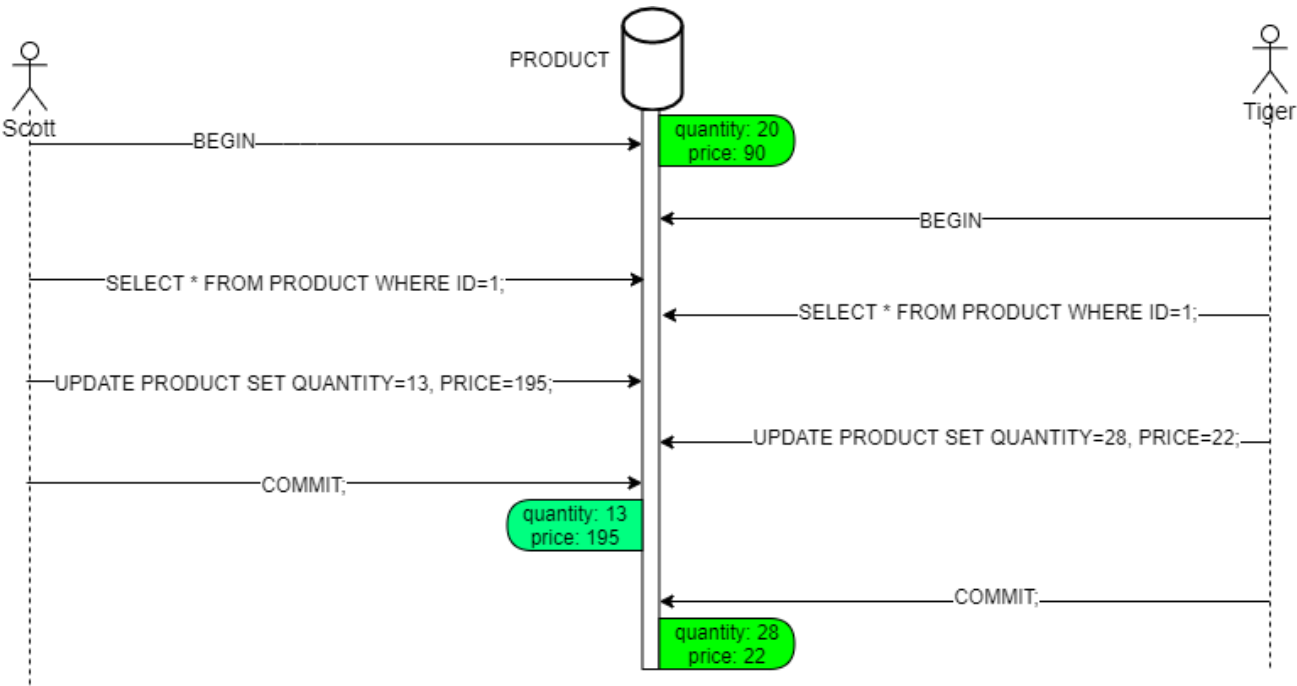 PRODUCT
Scott
Tiger
quantity: 20
price: 90
BEGIN
BEGIN
SELECT * FROM PRODUCT WHERE ID=1;
SELECT * FROM PRODUCT WHERE ID=1;
UPDATE PRODUCT SET QUANTITY=13, PRICE=195;
UPDATE PRODUCT SET QUANTITY=28, PRICE=22;
COMMIT;
quantity: 13
price: 195
COMMIT;
quantity: 28
price: 22